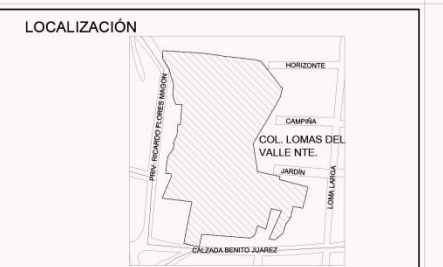 LOCALIZACIÓN
HORIZONTE
PRIV. RICARDO FLORES MAGON
CAMPIÑA
COL. LOMAS DEL
VALLE NTE.
JARDÍN
LOMA LARGA
CALZADA BENITO JUAREZ